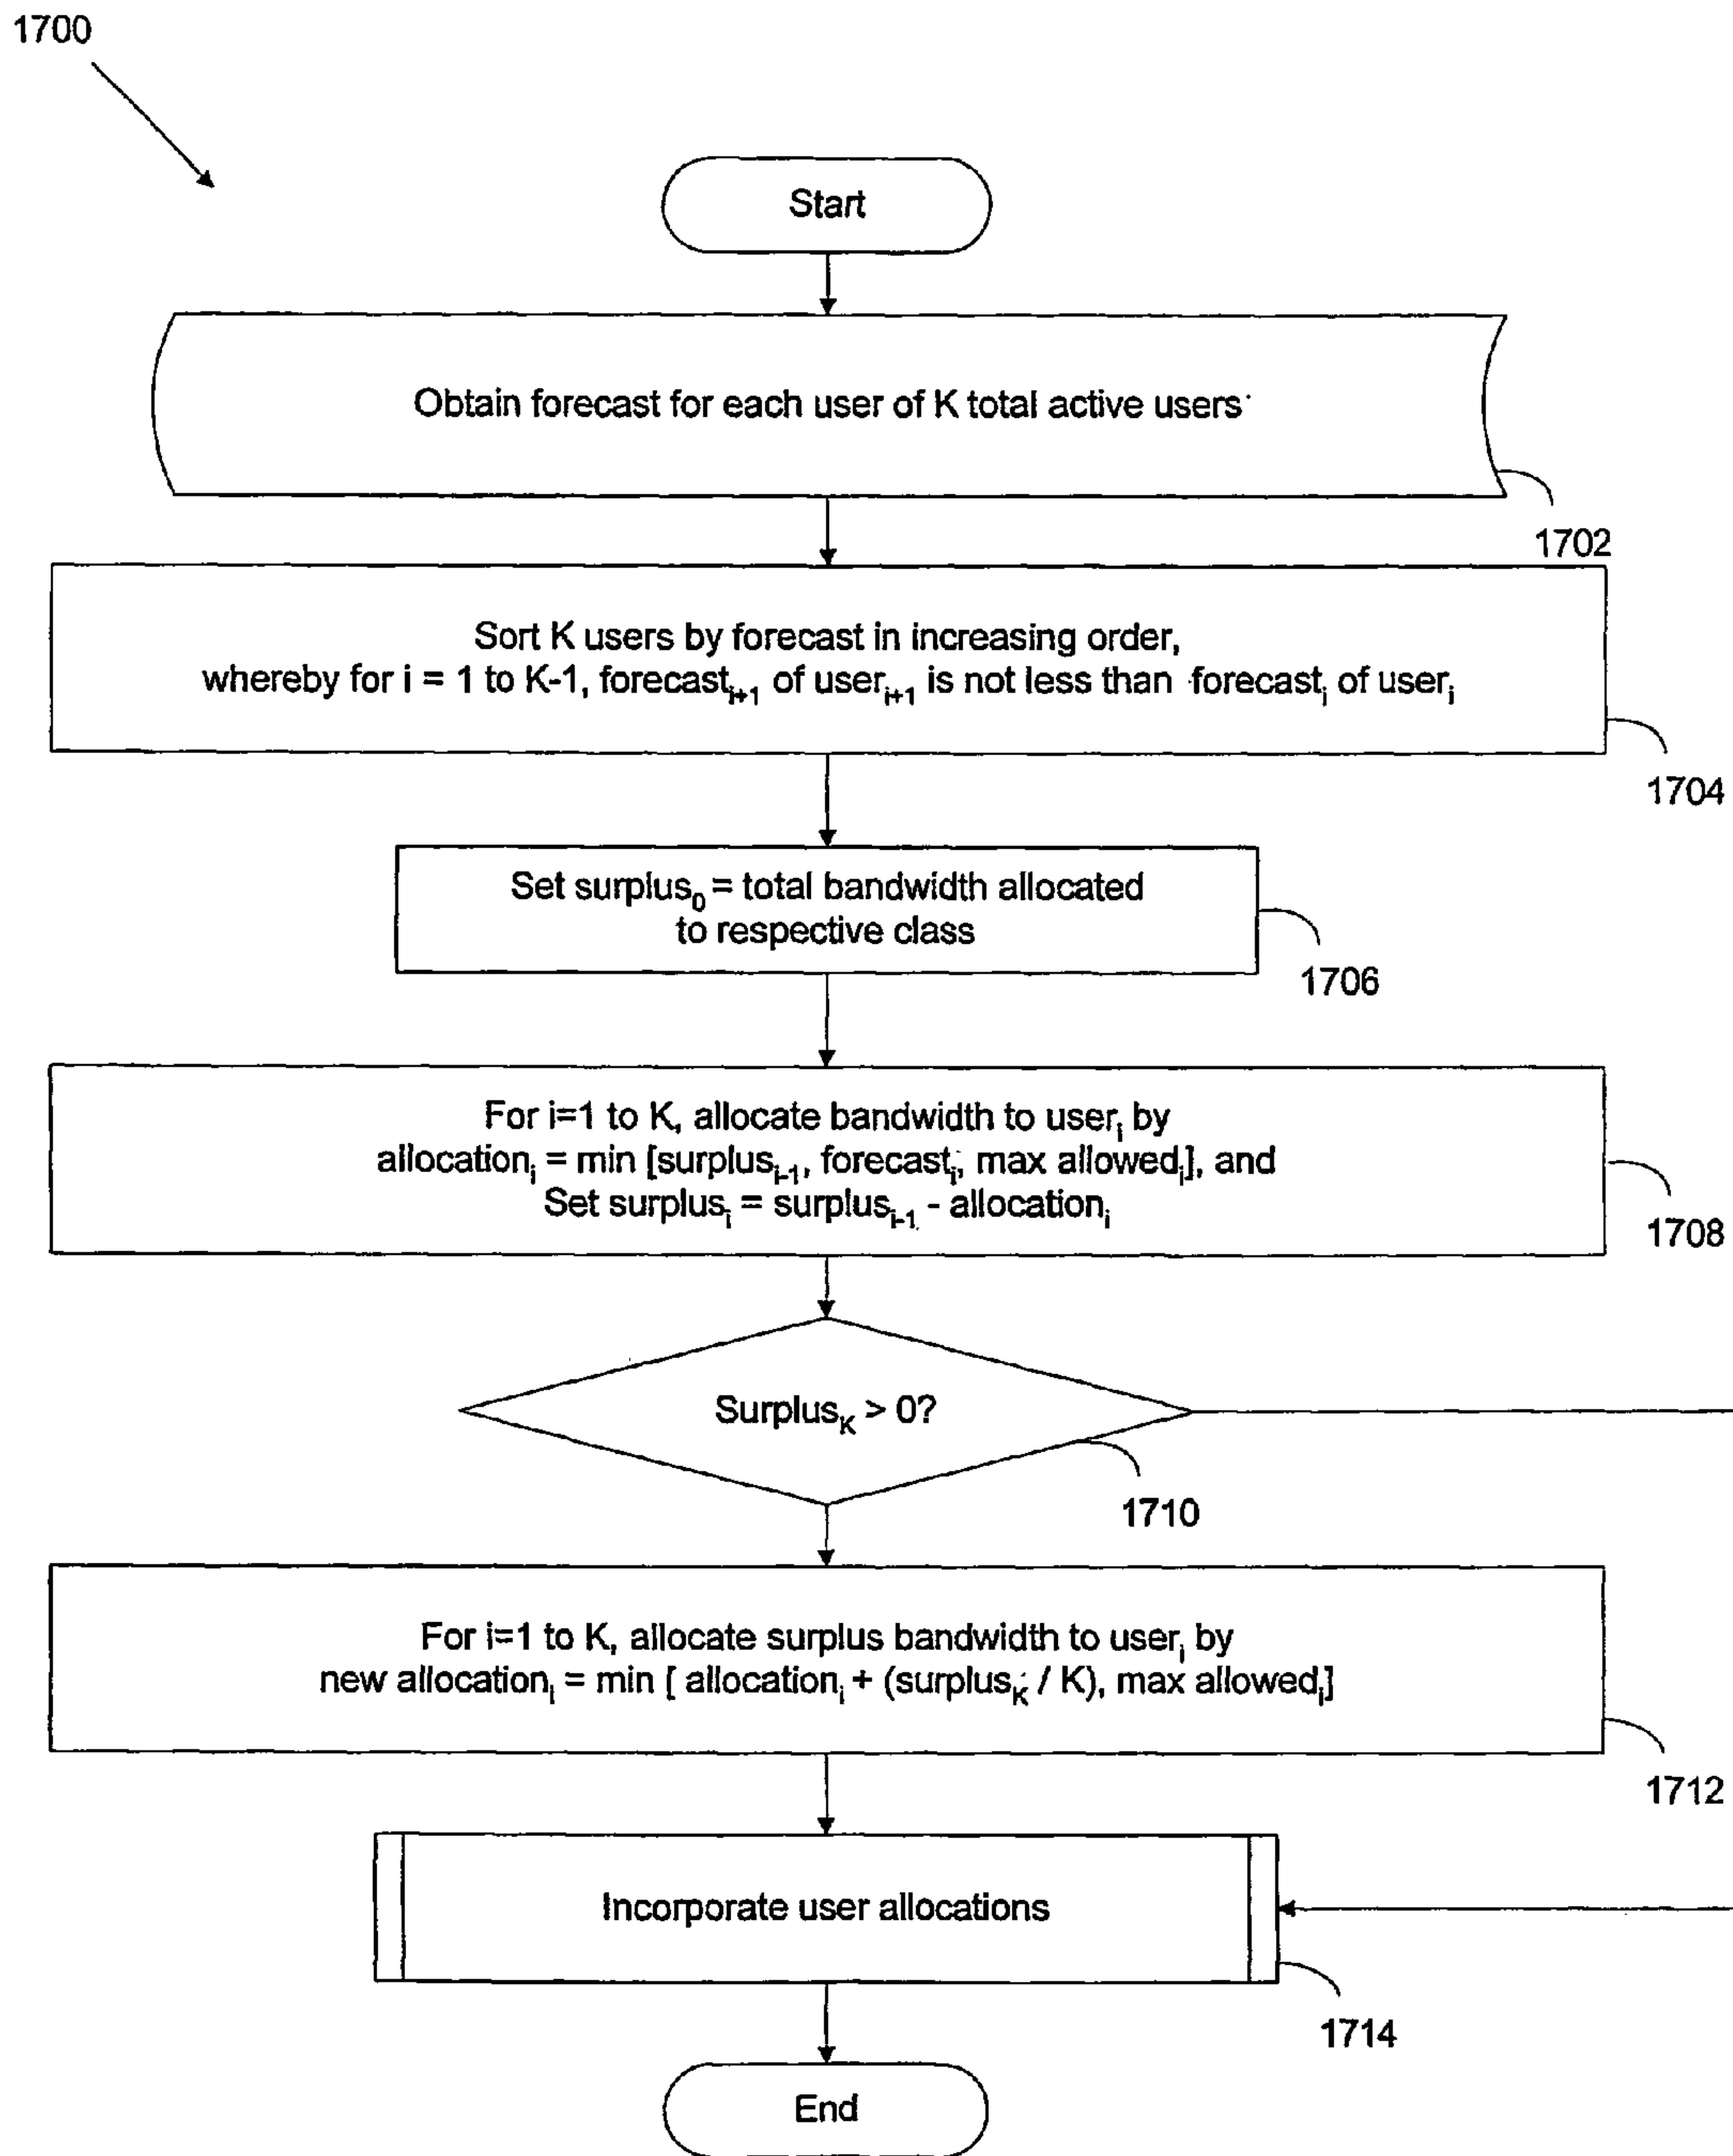 1700
Start
Obtain forecast for each user of K total active users
1702
Sort K users by forecast in increasing order,
whereby for i = 1 to K-1, forecastᵢ₊₁ of userᵢ₊₁ is not less than forecastᵢ of userᵢ
1704
Set surplus₀ = total bandwidth allocated
to respective class
1706
For i=1 to K, allocate bandwidth to userᵢ by
allocationᵢ = min [surplusᵢ₋₁, forecastᵢ, max allowedᵢ], and
Set surplusᵢ = surplusᵢ₋₁ - allocationᵢ
1708
Surplus_K > 0?
1710
For i=1 to K, allocate surplus bandwidth to userᵢ by
new allocationᵢ = min [ allocationᵢ + (surplus_K / K), max allowedᵢ]
1712
Incorporate user allocations
1714
End